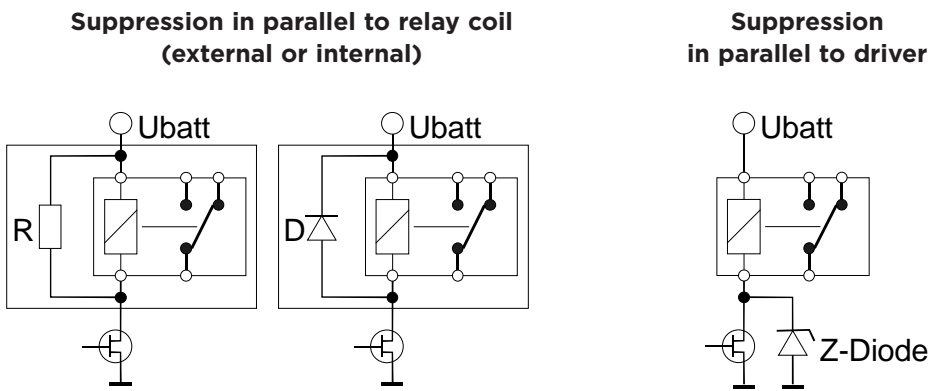 Suppression in parallel to relay coil
(external or internal)
Suppression
in parallel to driver
Ubatt
Ubatt
Ubatt
R
D
Z-Diode